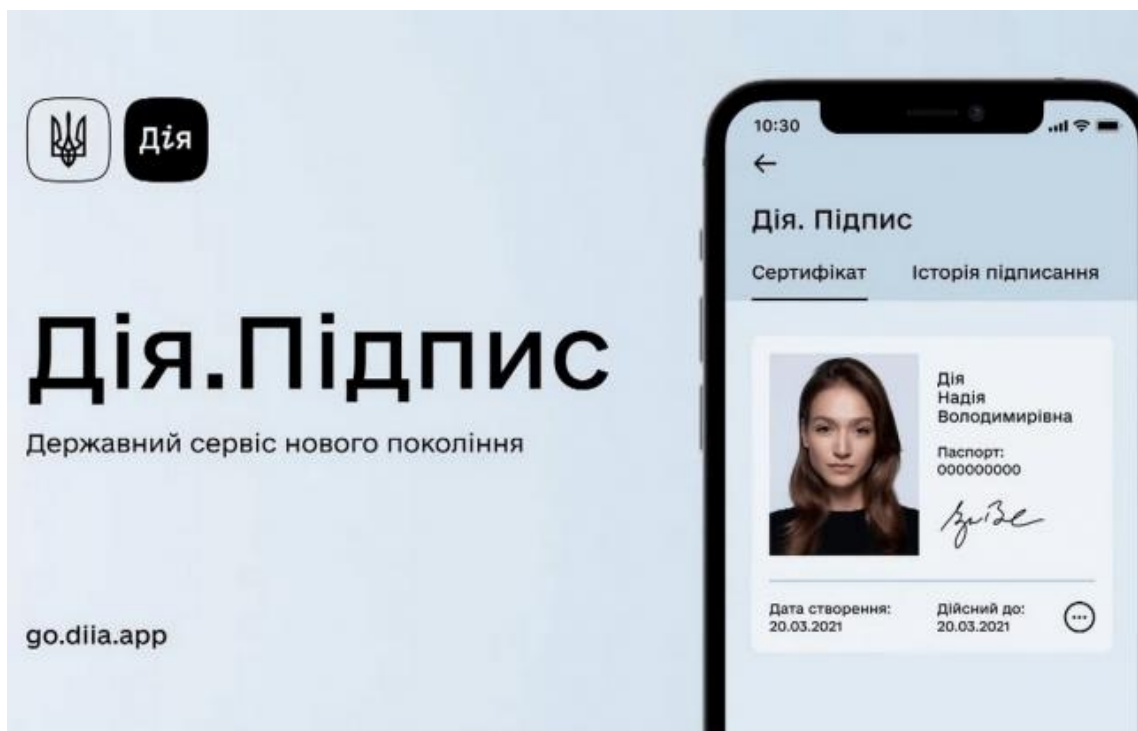 Дія
Дія.Підпис
Державний сервіс нового покоління
go.diia.app
10:30
Дія. Підпис
Сертифікат Історія підписання
Дія
Надія
Володимирівна
Паспорт:
000000000
Дата створення:
20.03.2021
Дійсний до:
20.03.2021